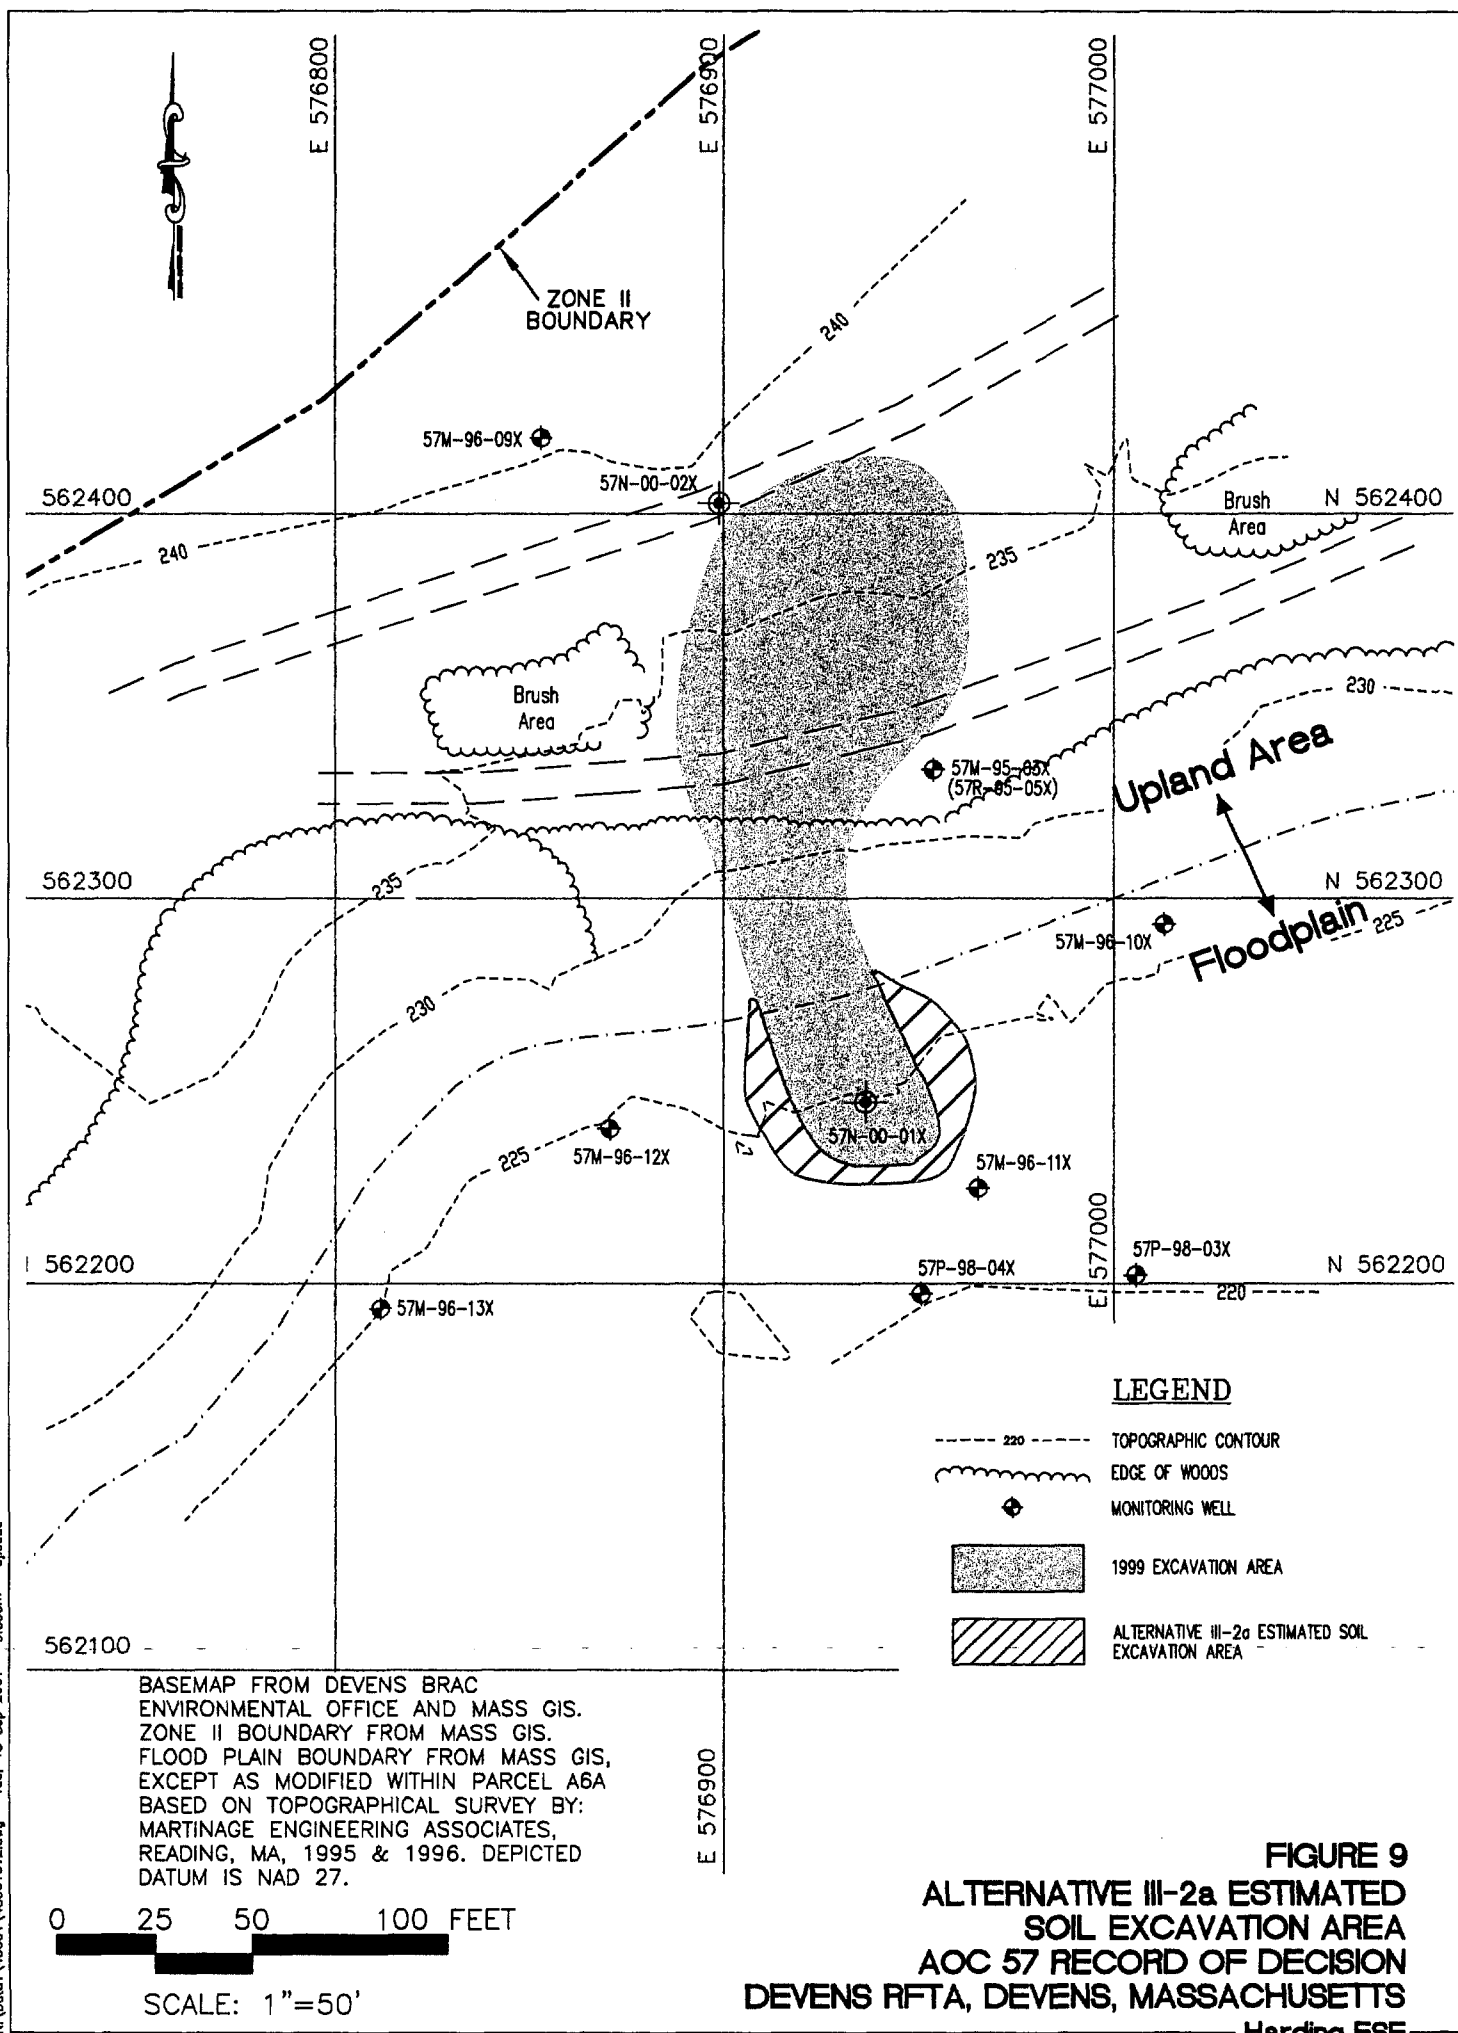 E 576800
E 576900
E 577000
ZONE II
BOUNDARY
240
57M-96-09X
57N-00-02X
562400
N 562400
Brush
Area
240
235
Brush
Area
230
57M-95-03X
(57R-95-05X)
Upland Area
562300
N 562300
235
57M-96-10X
Floodplain
225
230
57N-00-01X
225
57M-96-12X
57M-96-11X
E 577000
57P-98-03X
562200
57P-98-04X
N 562200
57M-96-13X
220
LEGEND
220
TOPOGRAPHIC CONTOUR
EDGE OF WOODS
MONITORING WELL
1999 EXCAVATION AREA
ALTERNATIVE III-2a ESTIMATED SOIL
EXCAVATION AREA
562100
BASEMAP FROM DEVENS BRAC
ENVIRONMENTAL OFFICE AND MASS GIS.
ZONE II BOUNDARY FROM MASS GIS.
FLOOD PLAIN BOUNDARY FROM MASS GIS,
EXCEPT AS MODIFIED WITHIN PARCEL A6A
BASED ON TOPOGRAPHICAL SURVEY BY:
MARTINAGE ENGINEERING ASSOCIATES,
READING, MA, 1995 & 1996. DEPICTED
DATUM IS NAD 27.
E 576900
0 25 50 100 FEET
SCALE: 1"=50'
FIGURE 9
ALTERNATIVE III-2a ESTIMATED
SOIL EXCAVATION AREA
AOC 57 RECORD OF DECISION
DEVENS RFTA, DEVENS, MASSACHUSETTS
Harding ESE